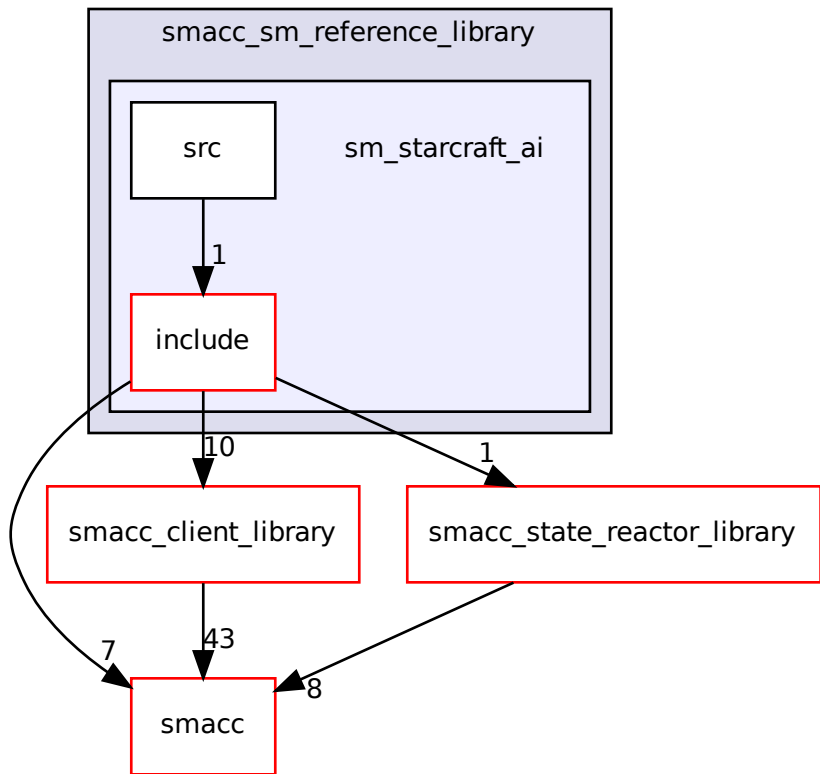 smacc_sm_reference_library
src
sm_starcraft_ai
1
include
10
1
smacc_client_library
smacc_state_reactor_library
7
43
8
smacc